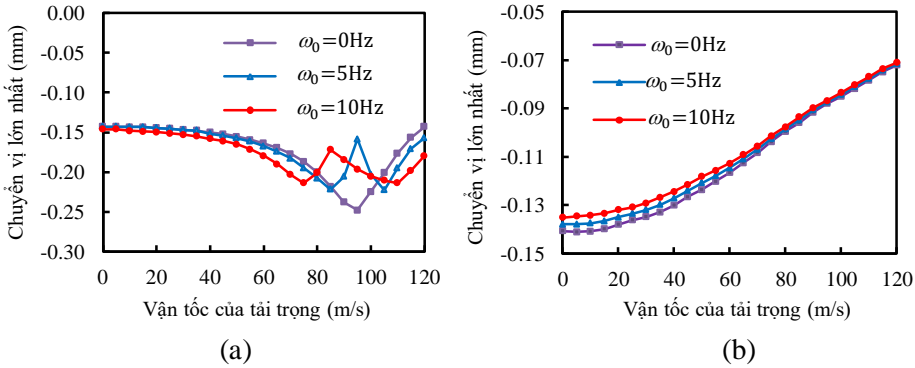 Chuyển vị lớn nhất (mm)
0.00
-0.05
-0.10
-0.15
-0.20
-0.25
-0.30
ω₀=0Hz
ω₀=5Hz
ω₀=10Hz
0 20 40 60 80 100 120
Vận tốc của tải trọng (m/s)
(a)
Chuyển vị lớn nhất (mm)
-0.05
-0.07
-0.09
-0.11
-0.13
-0.15
ω₀=0Hz
ω₀=5Hz
ω₀=10Hz
0 20 40 60 80 100 120
Vận tốc của tải trọng (m/s)
(b)